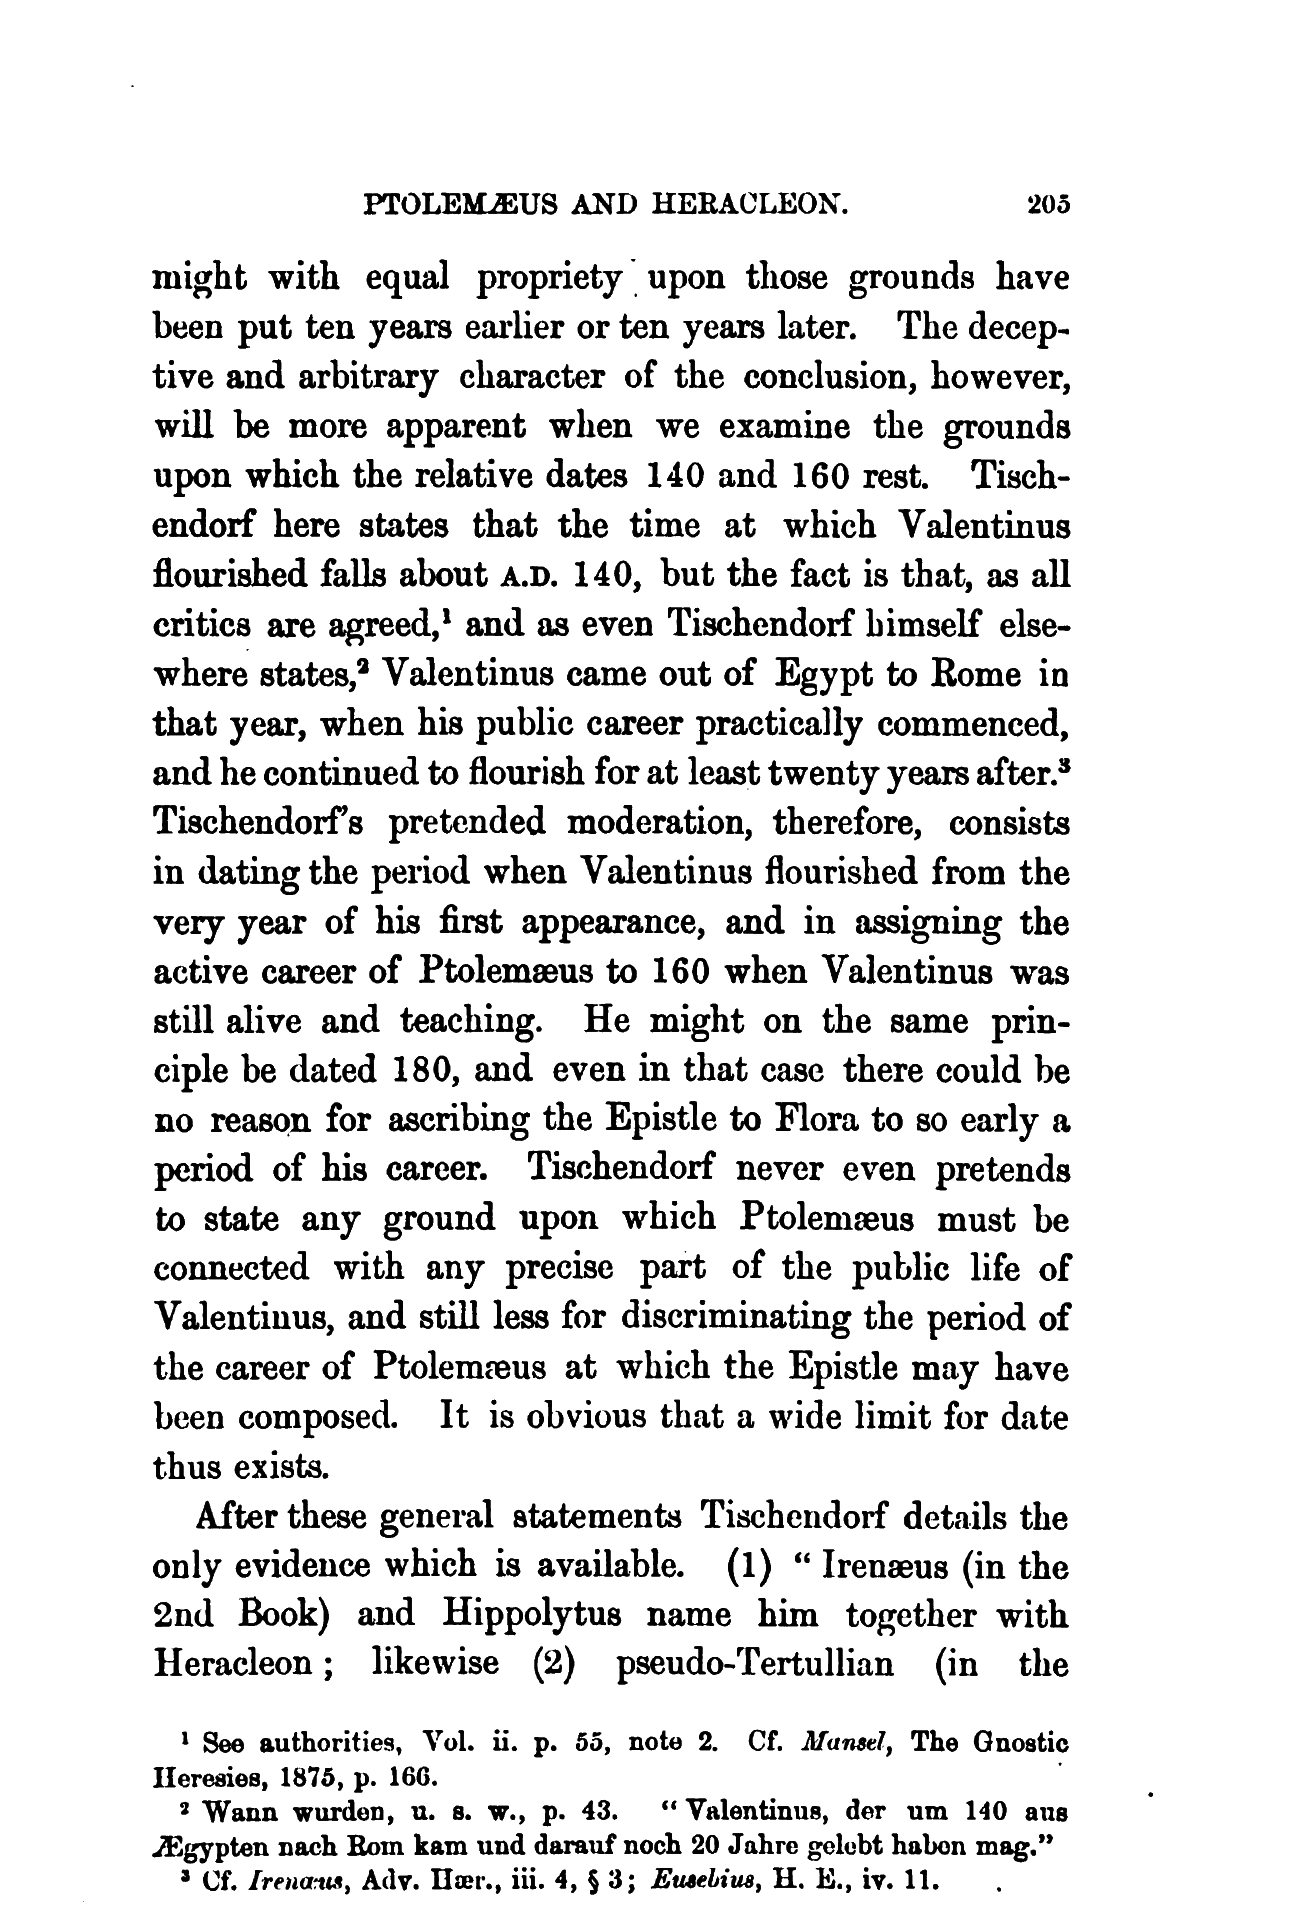 PTOLEMÆUS AND HERACLEON. 205
might with equal propriety upon those grounds have
been put ten years earlier or ten years later. The decep-
tive and arbitrary character of the conclusion, however,
will be more apparent when we examine the grounds
upon which the relative dates 140 and 160 rest. Tisch-
endorf here states that the time at which Valentinus
flourished falls about A.D. 140, but the fact is that, as all
critics are agreed,¹ and as even Tischendorf himself else-
where states,² Valentinus came out of Egypt to Rome in
that year, when his public career practically commenced,
and he continued to flourish for at least twenty years after.³
Tischendorf's pretended moderation, therefore, consists
in dating the period when Valentinus flourished from the
very year of his first appearance, and in assigning the
active career of Ptolemæus to 160 when Valentinus was
still alive and teaching. He might on the same prin-
ciple be dated 180, and even in that case there could be
no reason for ascribing the Epistle to Flora to so early a
period of his career. Tischendorf never even pretends
to state any ground upon which Ptolemæus must be
connected with any precise part of the public life of
Valentinus, and still less for discriminating the period of
the career of Ptolemæus at which the Epistle may have
been composed. It is obvious that a wide limit for date
thus exists.
After these general statements Tischendorf details the
only evidence which is available. (1) "Irenæus (in the
2nd Book) and Hippolytus name him together with
Heracleon; likewise (2) pseudo-Tertullian (in the
¹ See authorities, Vol. ii. p. 55, note 2. Cf. Mansel, The Gnostic
Heresies, 1875, p. 166.
² Wann wurden, u. s. w., p. 43. "Valentinus, der um 140 aus
Ægypten nach Rom kam und darauf noch 20 Jahre gelebt haben mag."
³ Cf. Irenæus, Adv. Hær., iii. 4, § 3; Eusebius, H. E., iv. 11.